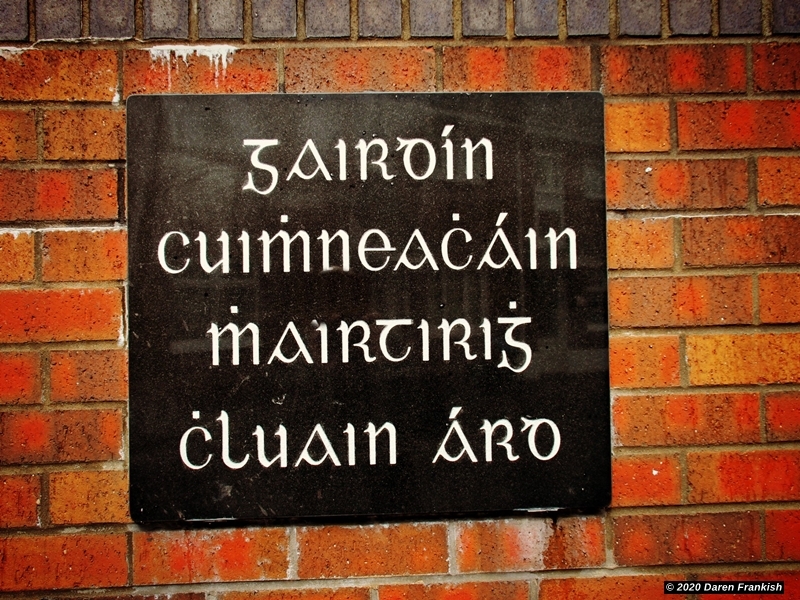 Gairdín
cuiṁneaċáin
ṁairtiriġ
ċluain árd
© 2020 Daren Frankish